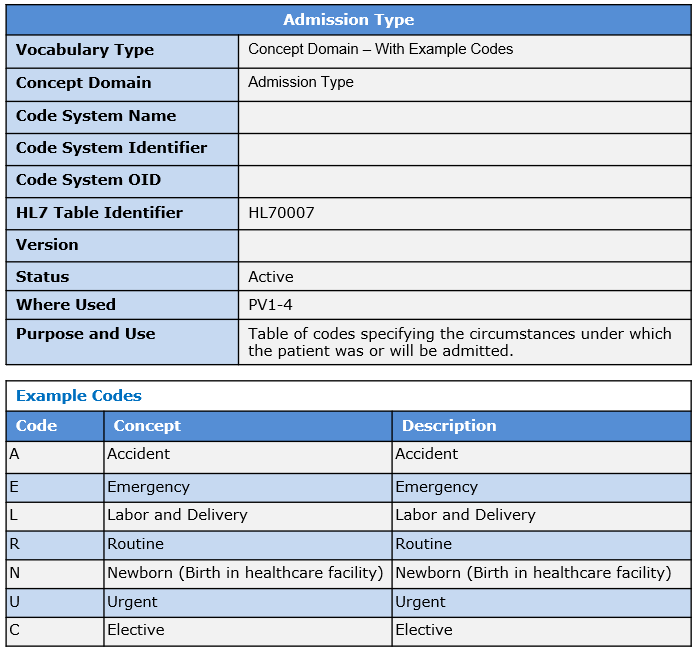 Admission Type
Vocabulary Type Concept Domain – With Example Codes
Concept Domain Admission Type
Code System Name
Code System Identifier
Code System OID
HL7 Table Identifier HL70007
Version
Status Active
Where Used PV1-4
Purpose and Use Table of codes specifying the circumstances under which
the patient was or will be admitted.
Example Codes
Code Concept Description
A Accident Accident
E Emergency Emergency
L Labor and Delivery Labor and Delivery
R Routine Routine
N Newborn (Birth in healthcare facility) Newborn (Birth in healthcare facility)
U Urgent Urgent
C Elective Elective